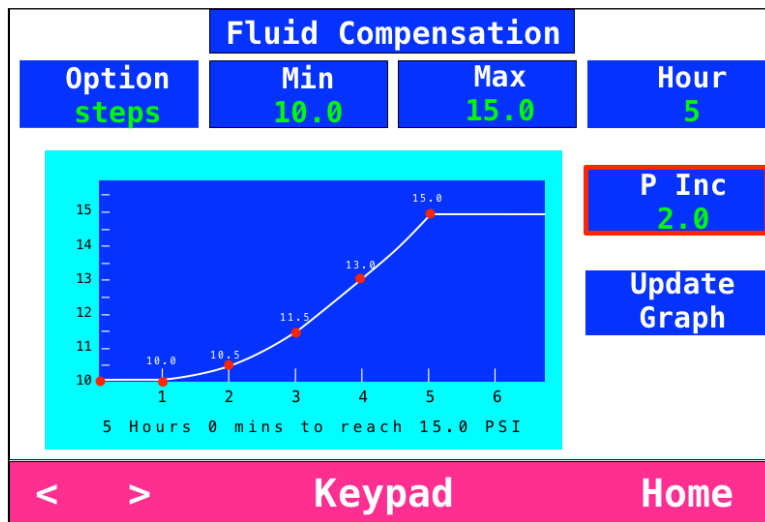 Fluid Compensation
Option
steps
Min
10.0
Max
15.0
Hour
5
P Inc
2.0
Update
Graph
15
14
13
12
11
10
10.0
10.5
11.5
13.0
15.0
1 2 3 4 5 6
5 Hours 0 mins to reach 15.0 PSI
< > Keypad Home